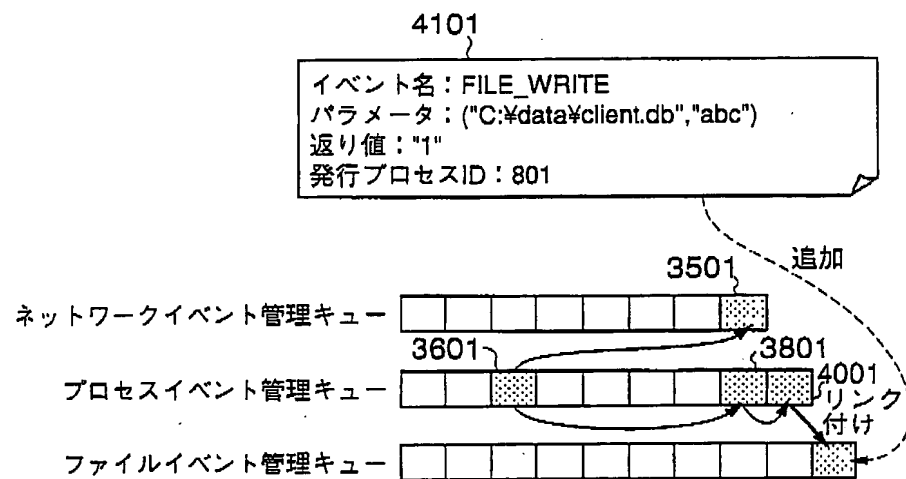 4101
イベント名：FILE_WRITE
パラメータ：("C:¥data¥client.db","abc")
返り値："1"
発行プロセスID：801
追加
3501
ネットワークイベント管理キュー
3601
3801
プロセスイベント管理キュー
4001
リンク
付け
ファイルイベント管理キュー